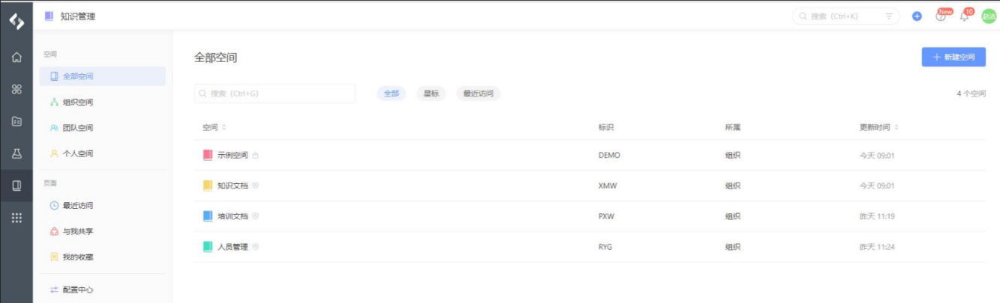 知识管理
搜索 (Ctrl+K)
New
10
空间
全部空间
组织空间
团队空间
个人空间
页面
最近访问
与我共享
我的收藏
配置中心
全部空间
+ 新建空间
搜索 (Ctrl+G)
全部 星标 最近访问
4 个空间
空间 标识 所属 更新时间
示例空间 DEMO 组织 今天 09:01
知识文档 XMW 组织 今天 09:01
培训文档 PXW 组织 昨天 11:19
人员管理 RYG 组织 昨天 11:24